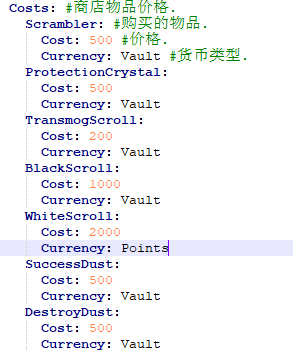 Costs: #商店物品价格.
Scrambler: #购买的物品.
Cost: 500 #价格.
Currency: Vault #货币类型.
ProtectionCrystal:
Cost: 500
Currency: Vault
TransmogScroll:
Cost: 200
Currency: Vault
BlackScroll:
Cost: 1000
Currency: Vault
WhiteScroll:
Cost: 2000
Currency: Points
SuccessDust:
Cost: 500
Currency: Vault
DestroyDust:
Cost: 500
Currency: Vault